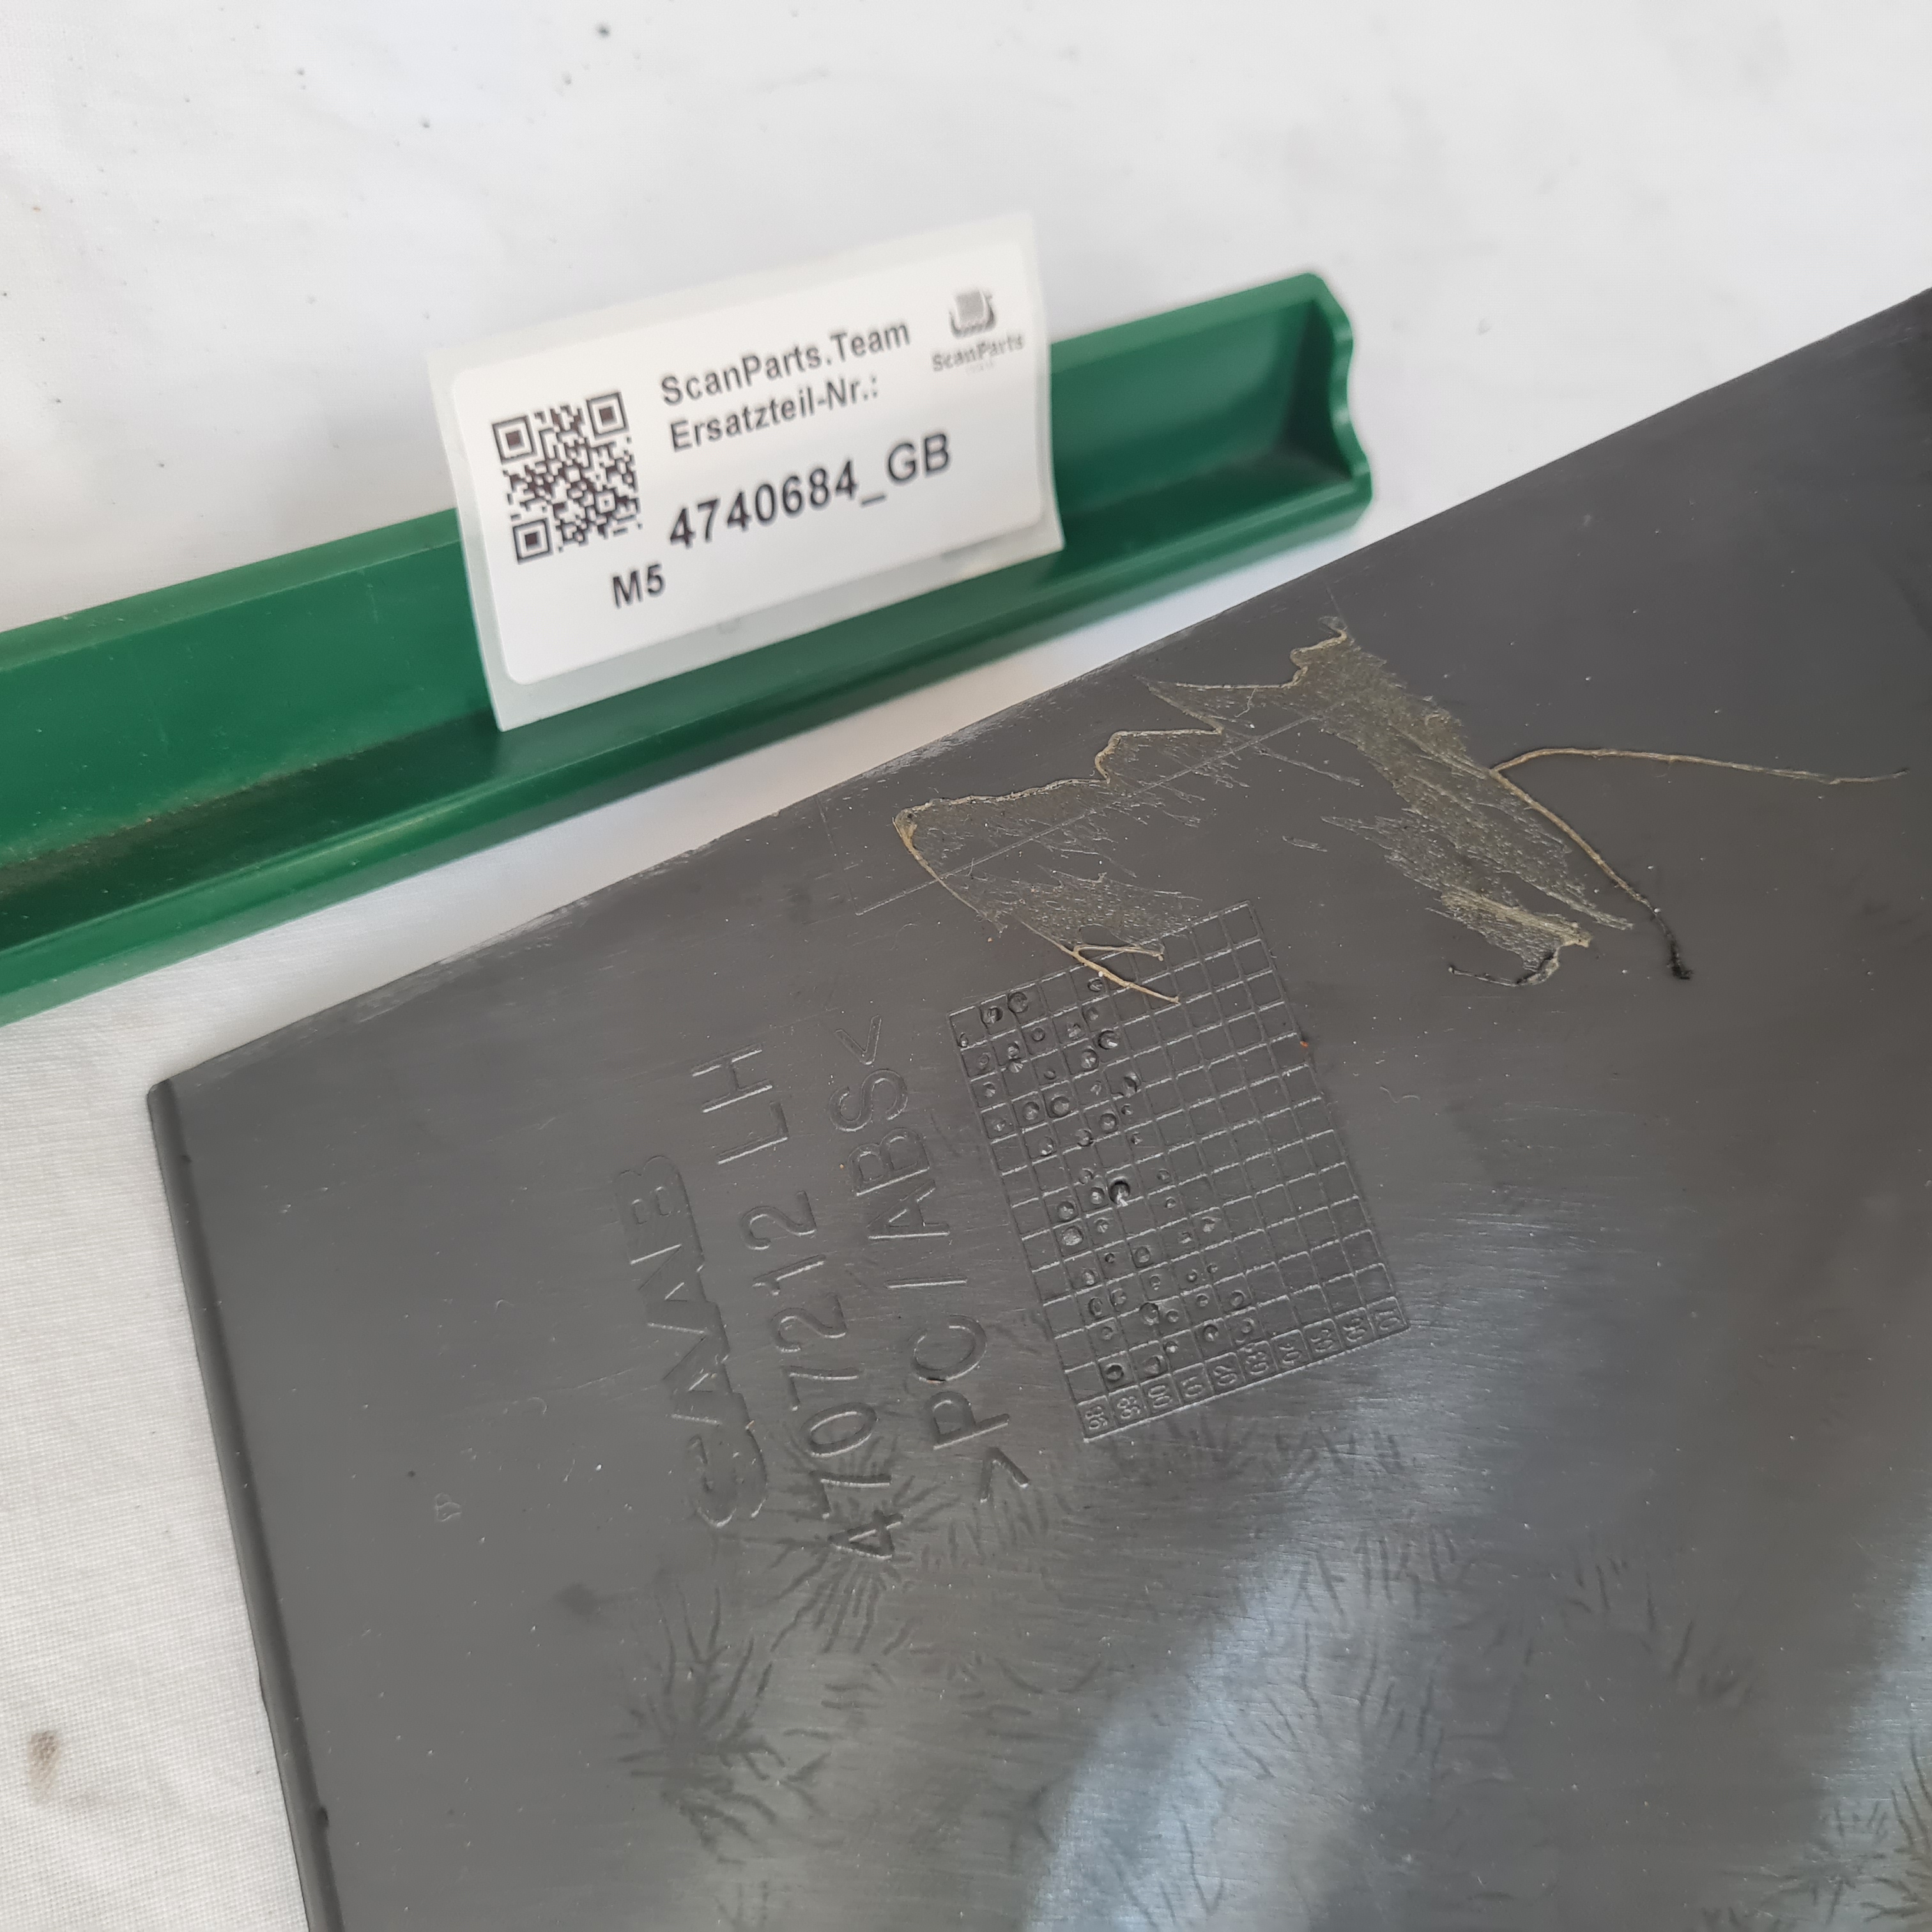 ScanParts.Team
Ersatzteil-Nr.:
4740684_GB
M5
ScanParts
SAAB
4707212 LH
>PC/ABS<